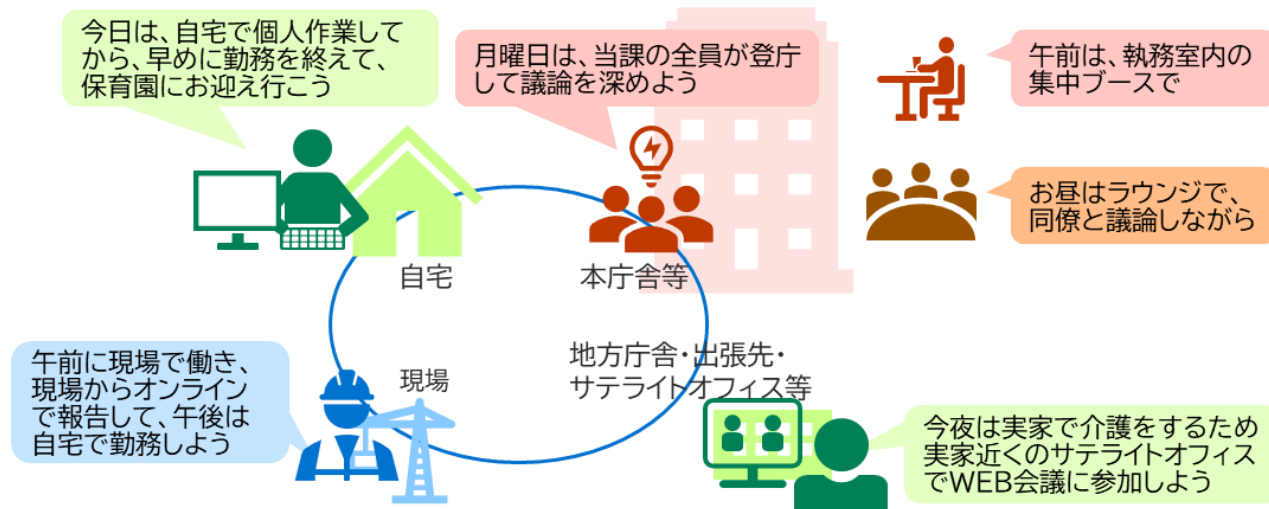 今日は、自宅で個人作業して
から、早めに勤務を終えて、
保育園にお迎え行こう
月曜日は、当課の全員が登庁
して議論を深めよう
午前は、執務室内の
集中ブースで
お昼はラウンジで、
同僚と議論しながら
自宅
本庁舎等
午前に現場で働き、
現場からオンライン
で報告して、午後は
自宅で勤務しよう
現場
地方庁舎・出張先・
サテライトオフィス等
今夜は実家で介護をするため
実家近くのサテライトオフィス
でWEB会議に参加しよう